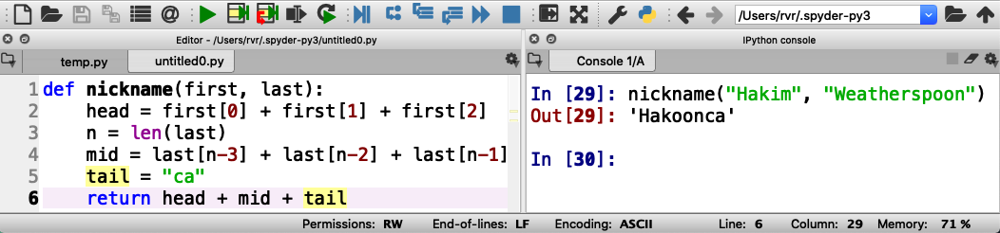 /Users/rvr/.spyder-py3
Editor - /Users/rvr/.spyder-py3/untitled0.py
temp.py
untitled0.py
1 def nickname(first, last):
2     head = first[0] + first[1] + first[2]
3     n = len(last)
4     mid = last[n-3] + last[n-2] + last[n-1]
5     tail = "ca"
6     return head + mid + tail
IPython console
Console 1/A
In [29]: nickname("Hakim", "Weatherspoon")
Out[29]: 'Hakoonca'
In [30]:
Permissions: RW End-of-lines: LF Encoding: ASCII Line: 6 Column: 29 Memory: 71 %